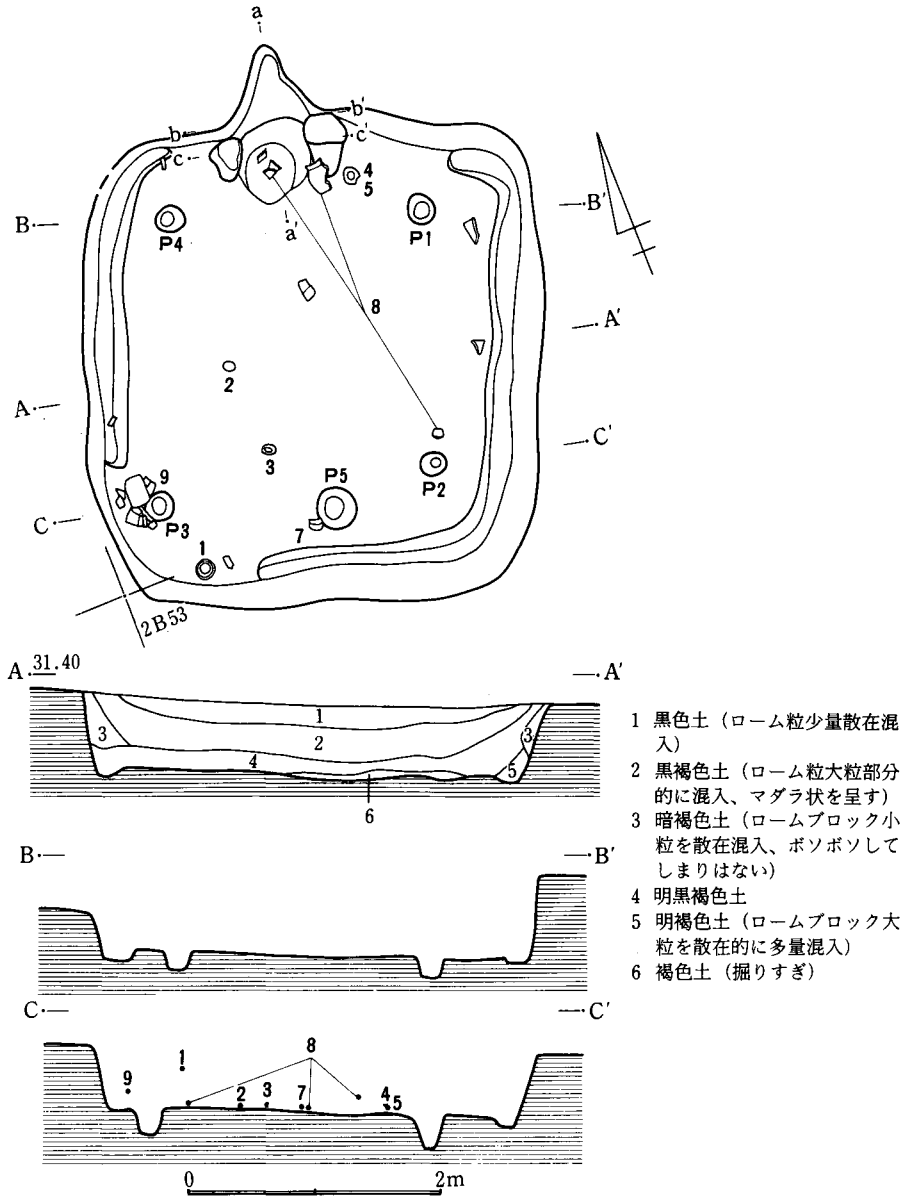 a
b
b'
c
c'
4
5
B
B'
P4
P1
a'
8
A'
2
A
C'
3
P5
P2
9
C
P3
7
1
2B53
A 31.40
A'
1
2
3
3
4
5
6
B
B'
C
C'
8
1
9
2
3
7
4
5
0
2m
1 黒色土(ローム粒少量散在混
入)
2 黒褐色土(ローム粒大粒部分
的に混入、マダラ状を呈す)
3 暗褐色土(ロームブロック小
粒を散在混入、ボソボソして
しまりはない)
4 明黒褐色土
5 明褐色土(ロームブロック大
粒を散在的に多量混入)
6 褐色土(掘りすぎ)